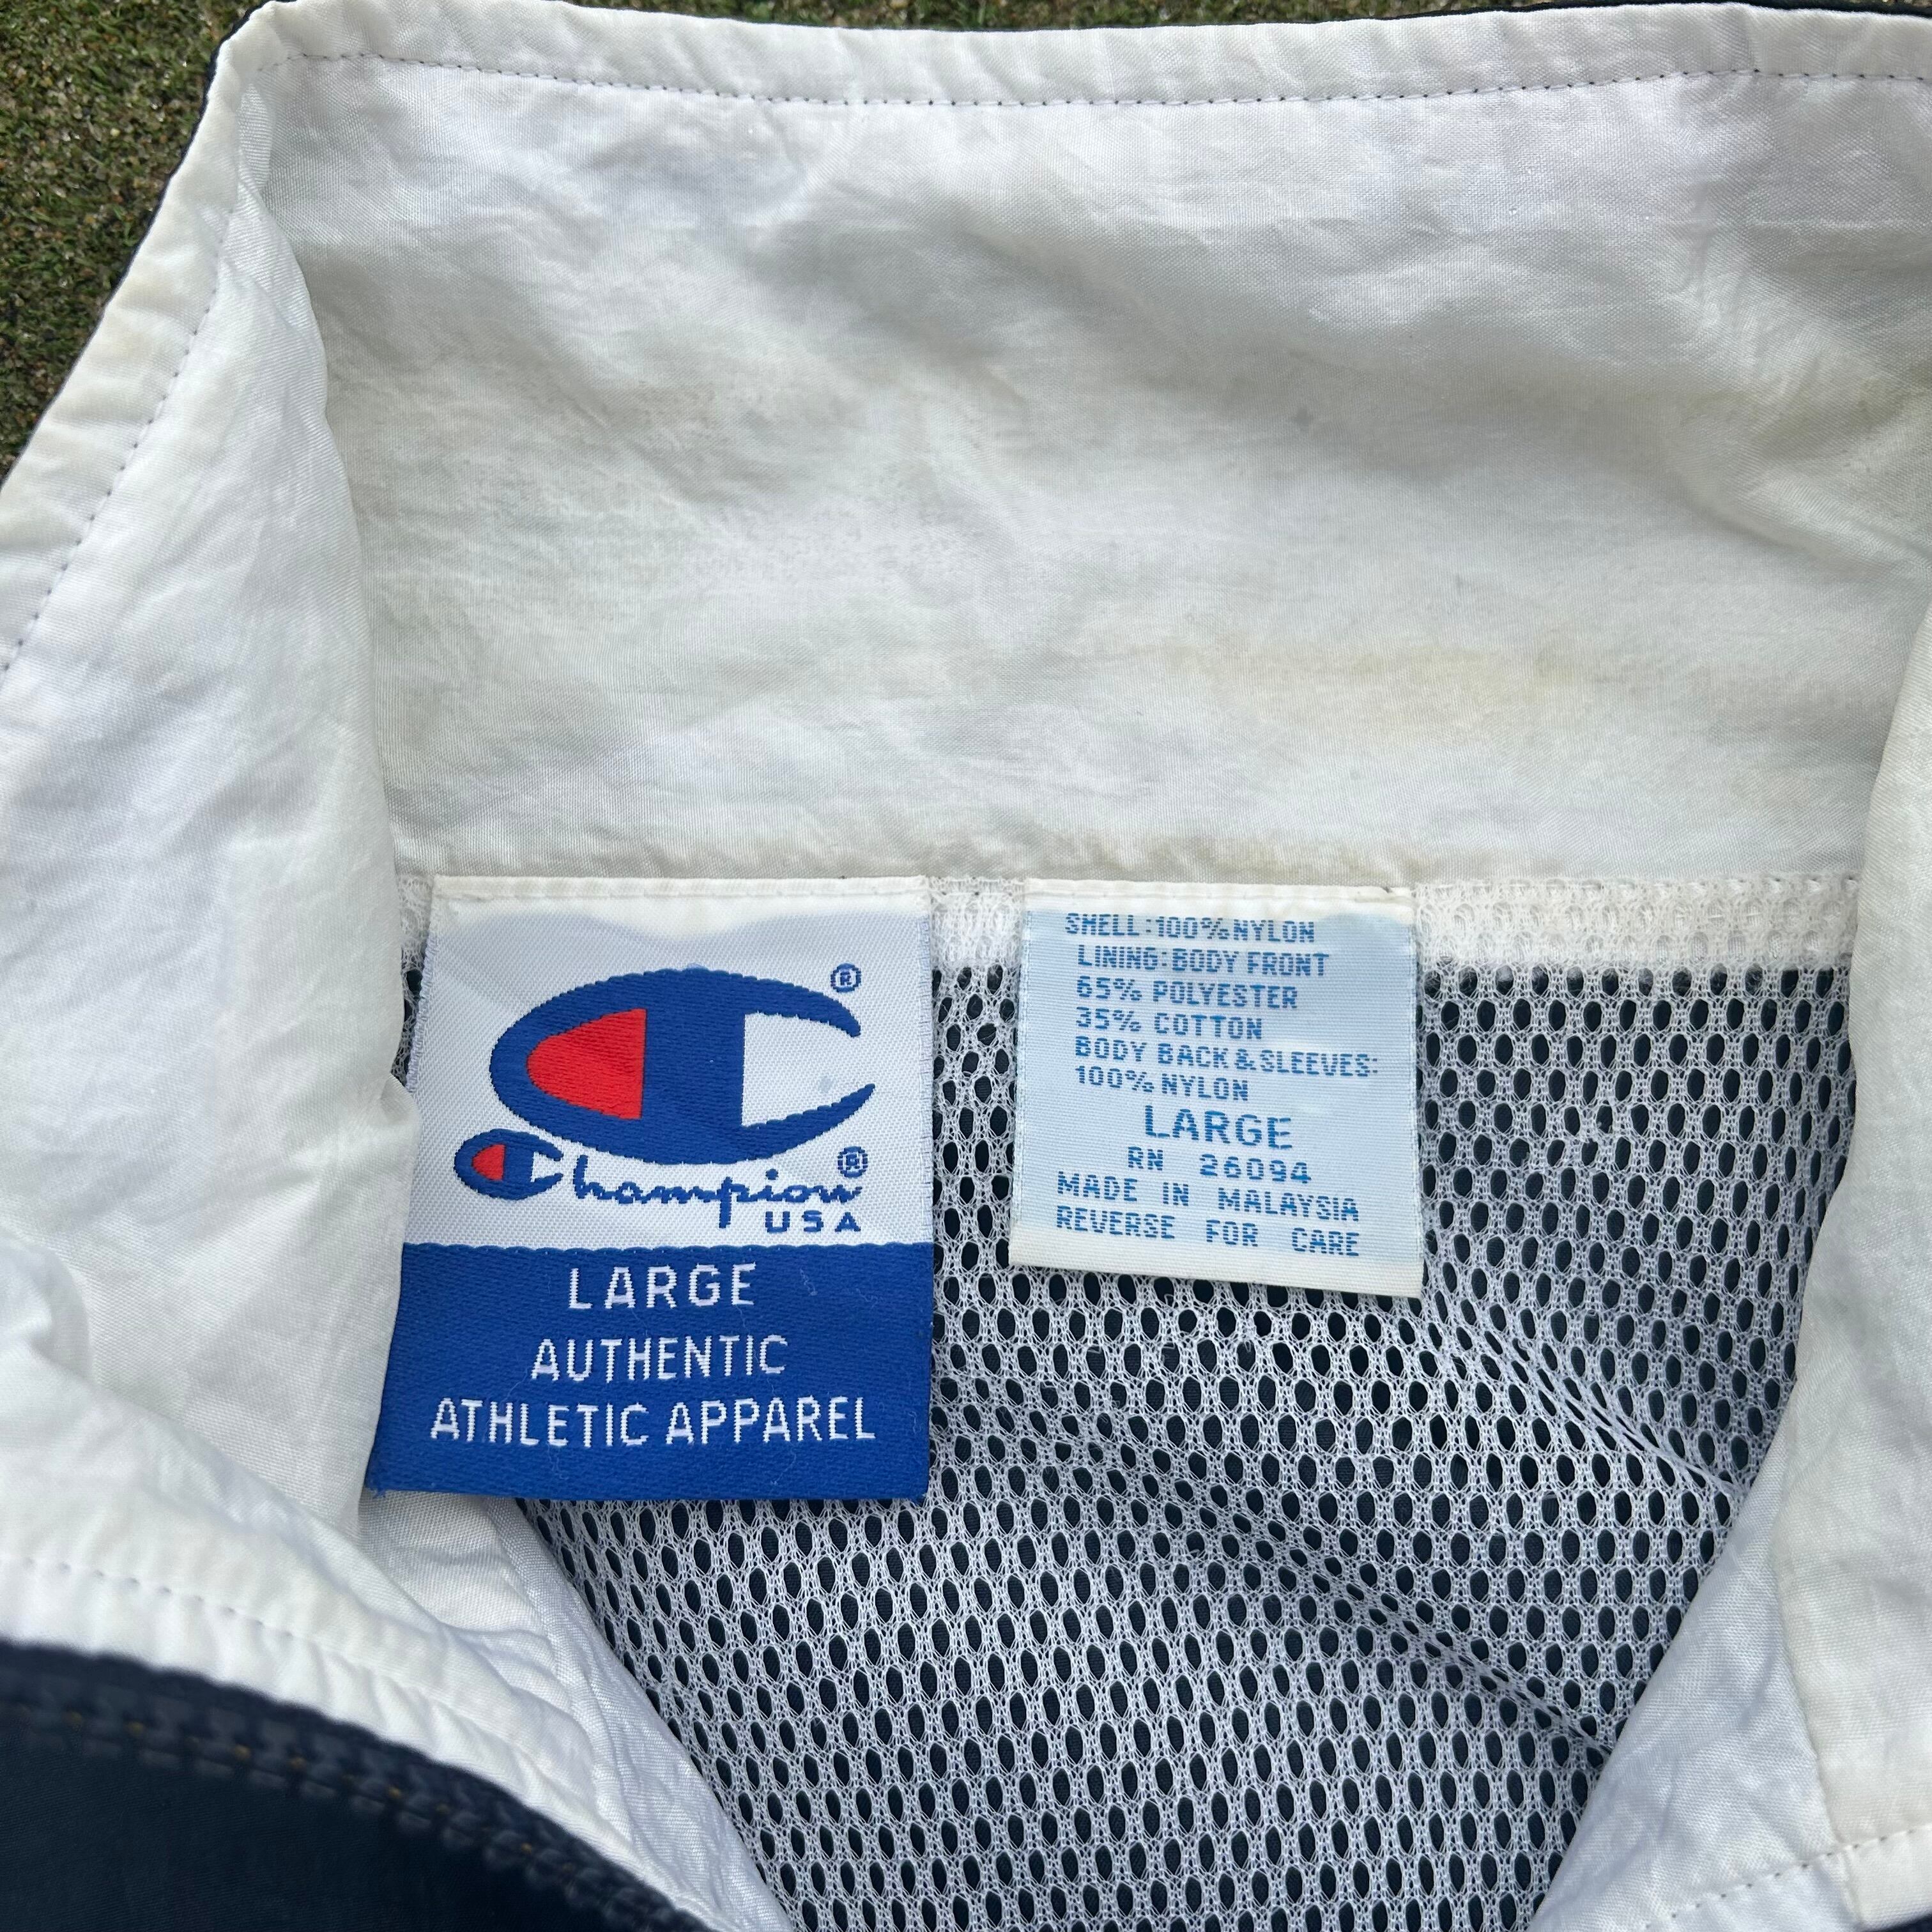 ®
Champion®
USA
LARGE
AUTHENTIC
ATHLETIC APPAREL
SHELL:100% NYLON
LINING:BODY FRONT
65% POLYESTER
35% COTTON
BODY BACK & SLEEVES:
100% NYLON
LARGE
RN 26094
MADE IN MALAYSIA
REVERSE FOR CARE